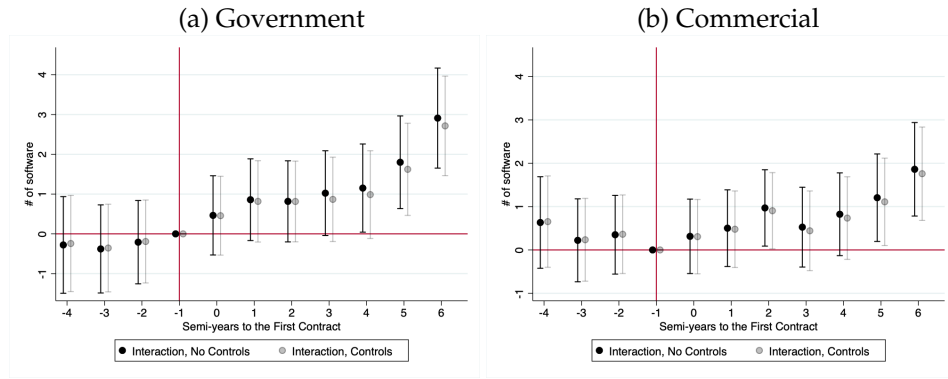 (a) Government
# of software
4
3
2
1
0
-1
-4 -3 -2 -1 0 1 2 3 4 5 6
Semi-years to the First Contract
Interaction, No Controls Interaction, Controls
(b) Commercial
# of software
4
3
2
1
0
-1
-4 -3 -2 -1 0 1 2 3 4 5 6
Semi-years to the First Contract
Interaction, No Controls Interaction, Controls